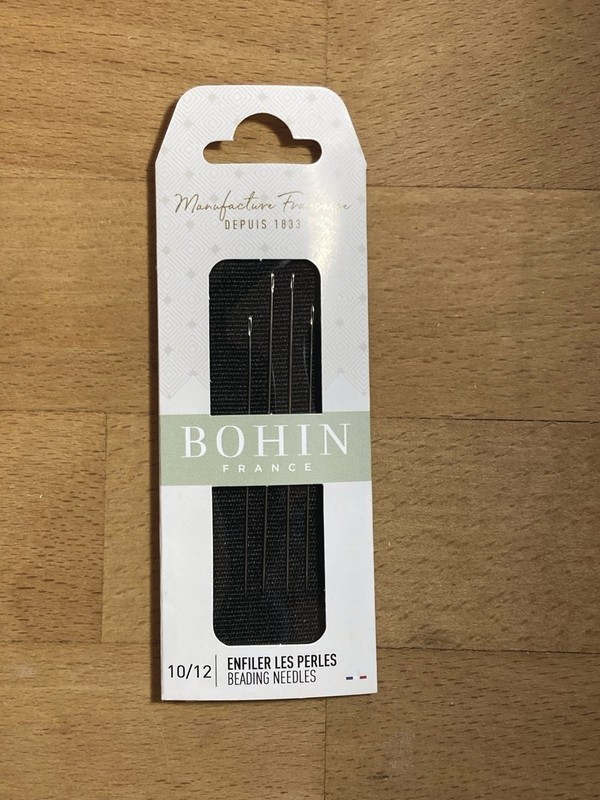 Manufacture Française
DEPUIS 1833
BOHIN
FRANCE
10/12
ENFILER LES PERLES
BEADING NEEDLES